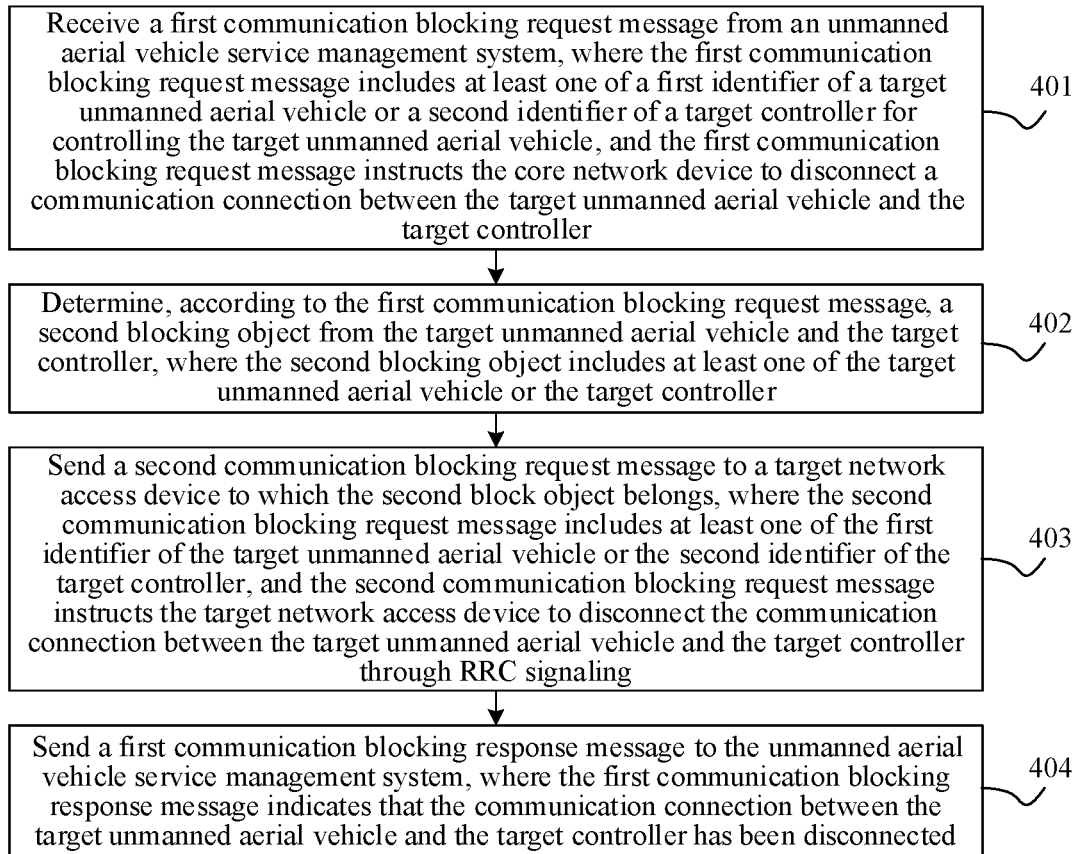 Receive a first communication blocking request message from an unmanned
aerial vehicle service management system, where the first communication
blocking request message includes at least one of a first identifier of a target
unmanned aerial vehicle or a second identifier of a target controller for
controlling the target unmanned aerial vehicle, and the first communication
blocking request message instructs the core network device to disconnect a
communication connection between the target unmanned aerial vehicle and the
target controller
401
Determine, according to the first communication blocking request message, a
second blocking object from the target unmanned aerial vehicle and the target
controller, where the second blocking object includes at least one of the target
unmanned aerial vehicle or the target controller
402
Send a second communication blocking request message to a target network
access device to which the second block object belongs, where the second
communication blocking request message includes at least one of the first
identifier of the target unmanned aerial vehicle or the second identifier of the
target controller, and the second communication blocking request message
instructs the target network access device to disconnect the communication
connection between the target unmanned aerial vehicle and the target controller
through RRC signaling
403
Send a first communication blocking response message to the unmanned aerial
vehicle service management system, where the first communication blocking
response message indicates that the communication connection between the
target unmanned aerial vehicle and the target controller has been disconnected
404